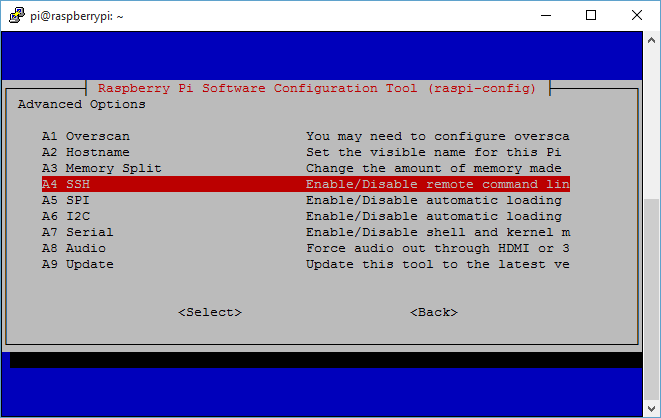 pi@raspberrypi: ~
Raspberry Pi Software Configuration Tool (raspi-config)
Advanced Options
A1 Overscan You may need to configure oversca
A2 Hostname Set the visible name for this Pi
A3 Memory Split Change the amount of memory made
A4 SSH Enable/Disable remote command lin
A5 SPI Enable/Disable automatic loading
A6 I2C Enable/Disable automatic loading
A7 Serial Enable/Disable shell and kernel m
A8 Audio Force audio out through HDMI or 3
A9 Update Update this tool to the latest ve
<Select> <Back>